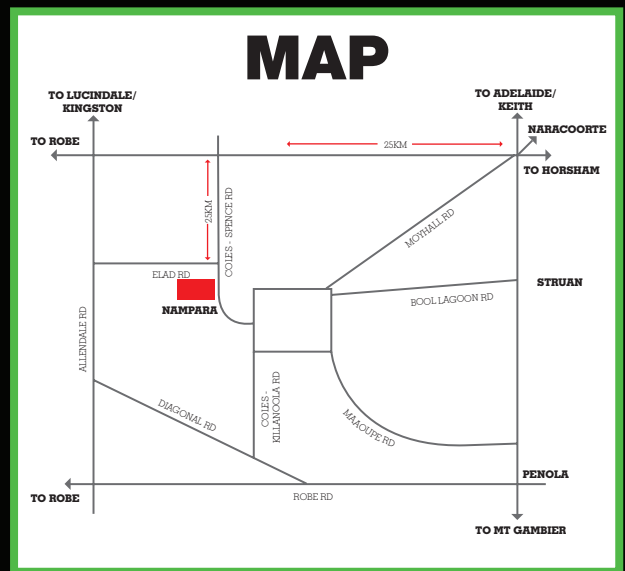 MAP
TO LUCINDALE/
KINGSTON
TO ADELAIDE/
KEITH
NARACOORTE
TO ROBE
25KM
TO HORSHAM
25KM
COLES - SPENCE RD
MOYHALL RD
ELAD RD
STRUAN
BOOL LAGOON RD
NAMPARA
ALLENDALE RD
COLES -
KILLANOOLA RD
DIAGONAL RD
MAAOUPE RD
PENOLA
TO ROBE
ROBE RD
TO MT GAMBIER